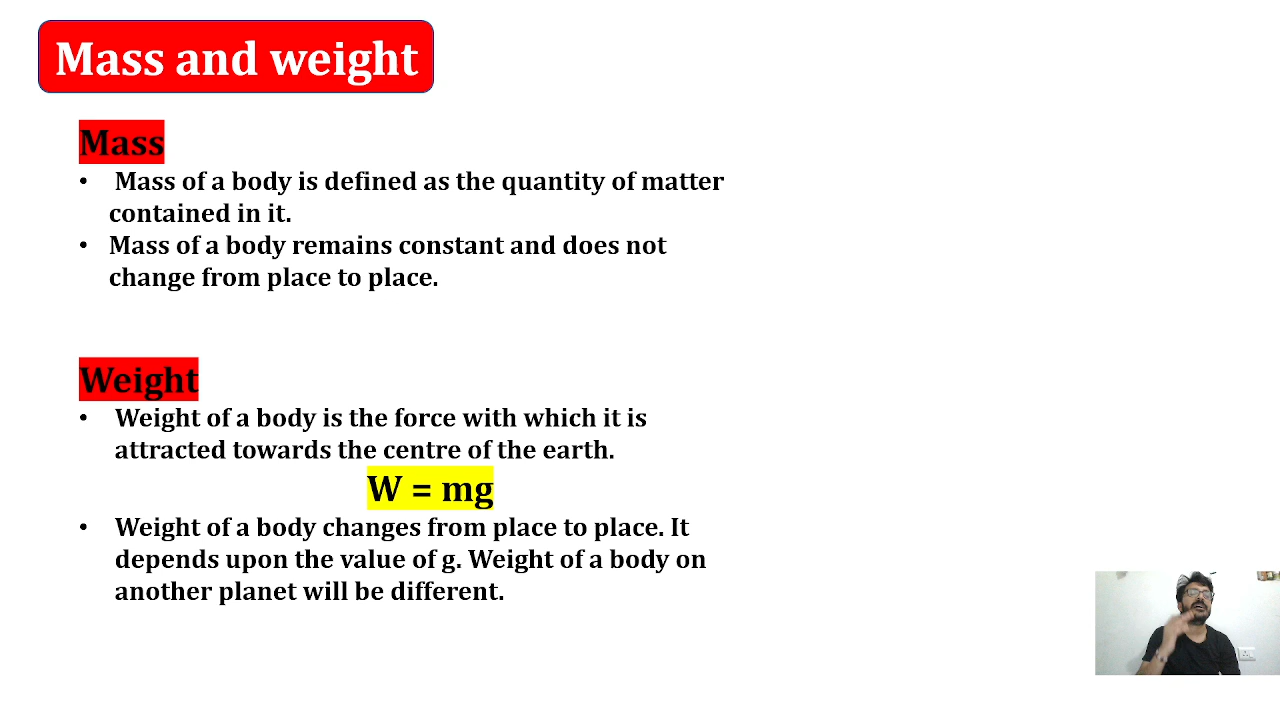 Mass and weight
Mass
• Mass of a body is defined as the quantity of matter
contained in it.
• Mass of a body remains constant and does not
change from place to place.
Weight
• Weight of a body is the force with which it is
attracted towards the centre of the earth.
W = mg
• Weight of a body changes from place to place. It
depends upon the value of g. Weight of a body on
another planet will be different.